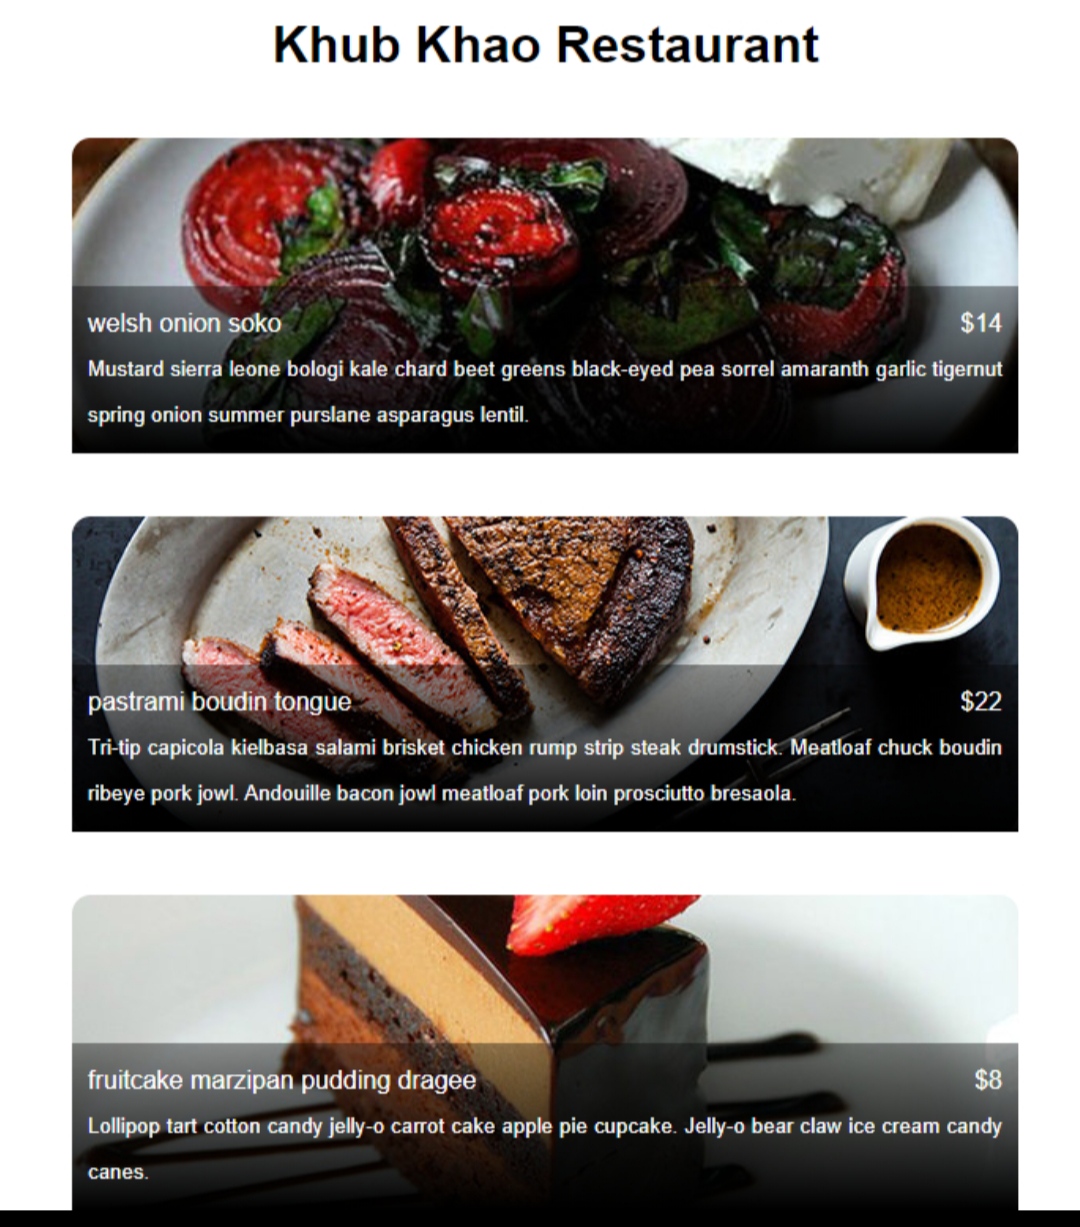 Khub Khao Restaurant
welsh onion soko $14
Mustard sierra leone bologi kale chard beet greens black-eyed pea sorrel amaranth garlic tigernut
spring onion summer purslane asparagus lentil.
pastrami boudin tongue $22
Tri-tip capicola kielbasa salami brisket chicken rump strip steak drumstick. Meatloaf chuck boudin
ribeye pork jowl. Andouille bacon jowl meatloaf pork loin prosciutto bresaola.
fruitcake marzipan pudding dragee $8
Lollipop tart cotton candy jelly-o carrot cake apple pie cupcake. Jelly-o bear claw ice cream candy
canes.